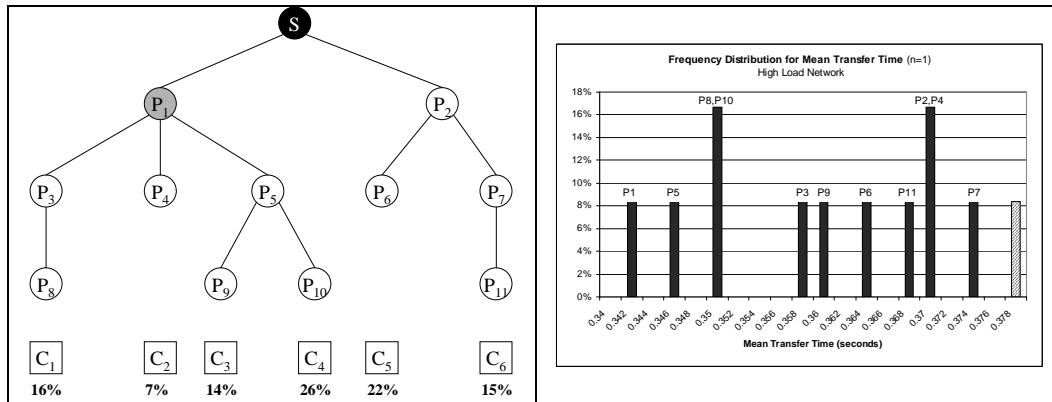 S
P1 P2
P3 P4 P5 P6 P7
P8 P9 P10 P11
C1 C2 C3 C4 C5 C6
16% 7% 14% 26% 22% 15%
Frequency Distribution for Mean Transfer Time (n=1)
High Load Network
18%
16%
14%
12%
10%
8%
6%
4%
2%
0%
P8,P10 P2,P4
P1 P5 P3 P9 P6 P11 P7
0.34 0.342 0.344 0.346 0.348 0.35 0.352 0.354 0.356 0.358 0.36 0.362 0.364 0.366 0.368 0.37 0.372 0.374 0.376 0.378
Mean Transfer Time (seconds)